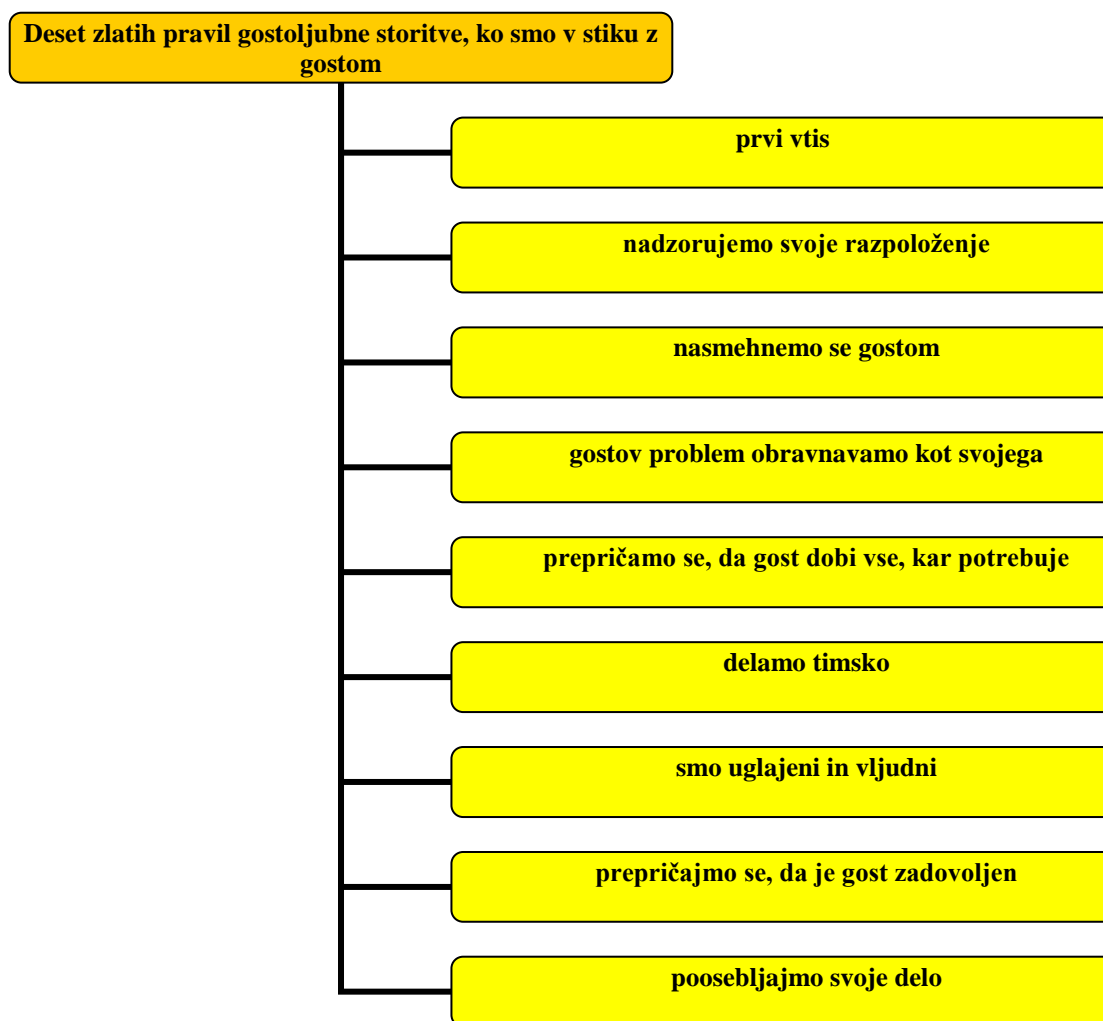 Deset zlatih pravil gostoljubne storitve, ko smo v stiku z
gostom
prvi vtis
nadzorujemo svoje razpoloženje
nasmehnemo se gostom
gostov problem obravnavamo kot svojega
prepričamo se, da gost dobi vse, kar potrebuje
delamo timsko
smo uglajeni in vljudni
prepričajmo se, da je gost zadovoljen
poosebljajmo svoje delo